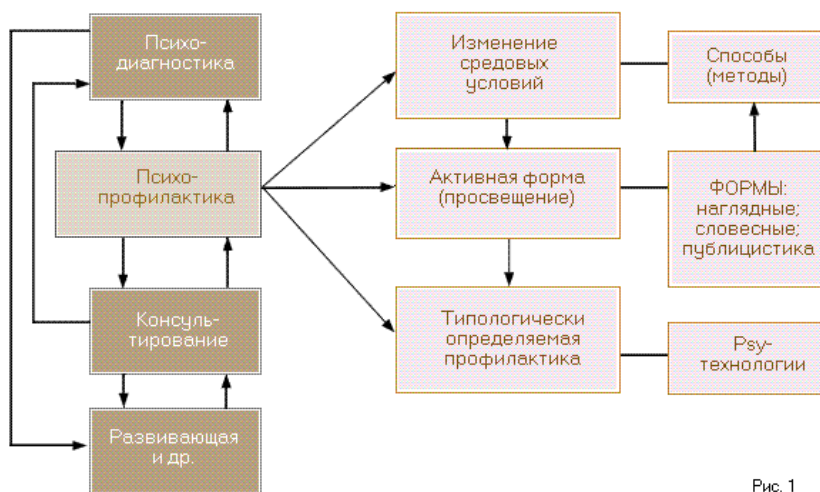 Психо-
диагностика
Психо-
профилактика
Консуль-
тирование
Развивающая
и др.
Изменение
средовых
условий
Активная форма
(просвещение)
Типологически
определяемая
профилактика
Способы
(методы)
ФОРМЫ:
наглядные;
словесные;
публицистика
Psy-
технологии
Рис. 1